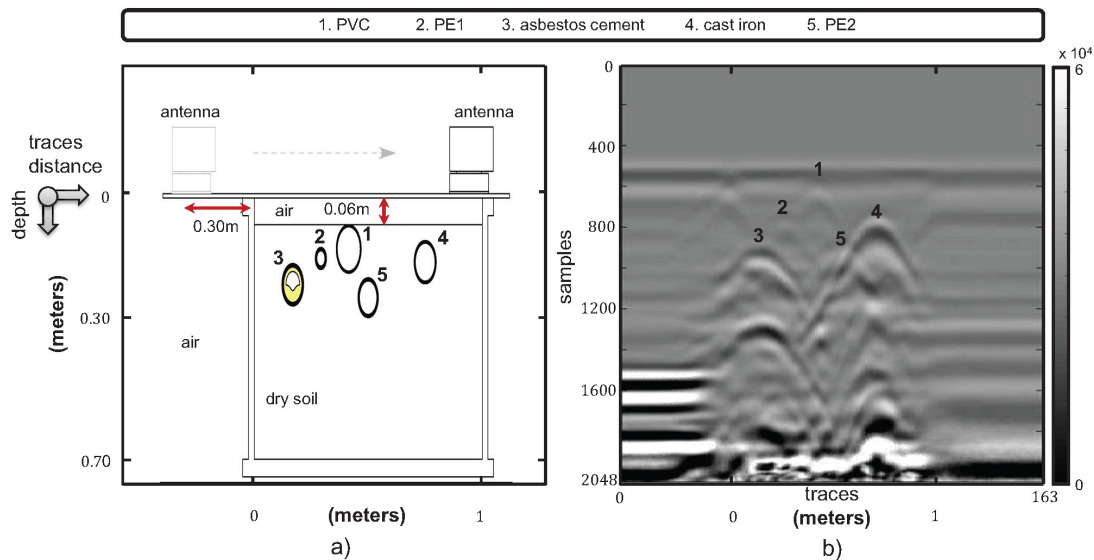 1. PVC 2. PE1 3. asbestos cement 4. cast iron 5. PE2
antenna
antenna
traces
distance
depth
0
0.30m
air
0.06m
1
2
3
4
5
0.30
(meters)
air
dry soil
0.70
0
(meters)
1
a)
x 10⁴
6
0
0
400
800
1200
1600
2048
samples
1
2
3
4
5
0
traces
163
0
(meters)
1
b)